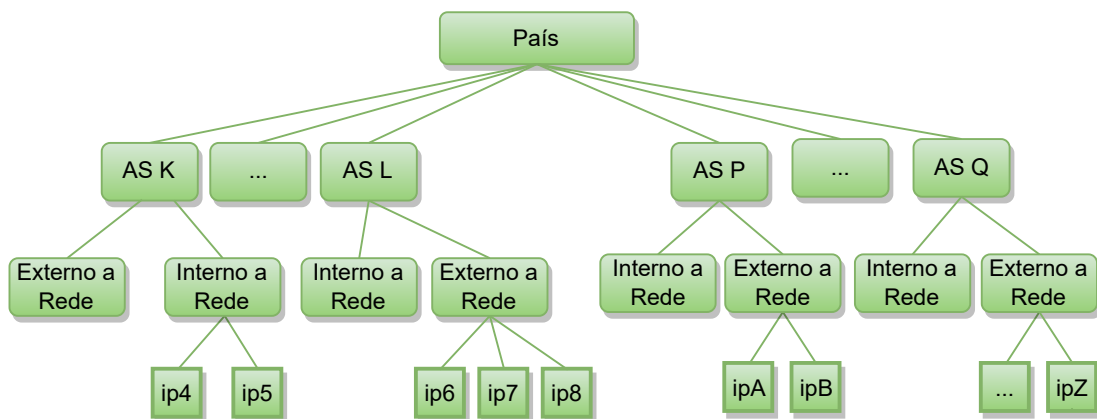 País
AS K
...
AS L
AS P
...
AS Q
Externo a
Rede
Interno a
Rede
Interno a
Rede
Externo a
Rede
Interno a
Rede
Externo a
Rede
Interno a
Rede
Externo a
Rede
ip4
ip5
ip6
ip7
ip8
ipA
ipB
...
ipZ